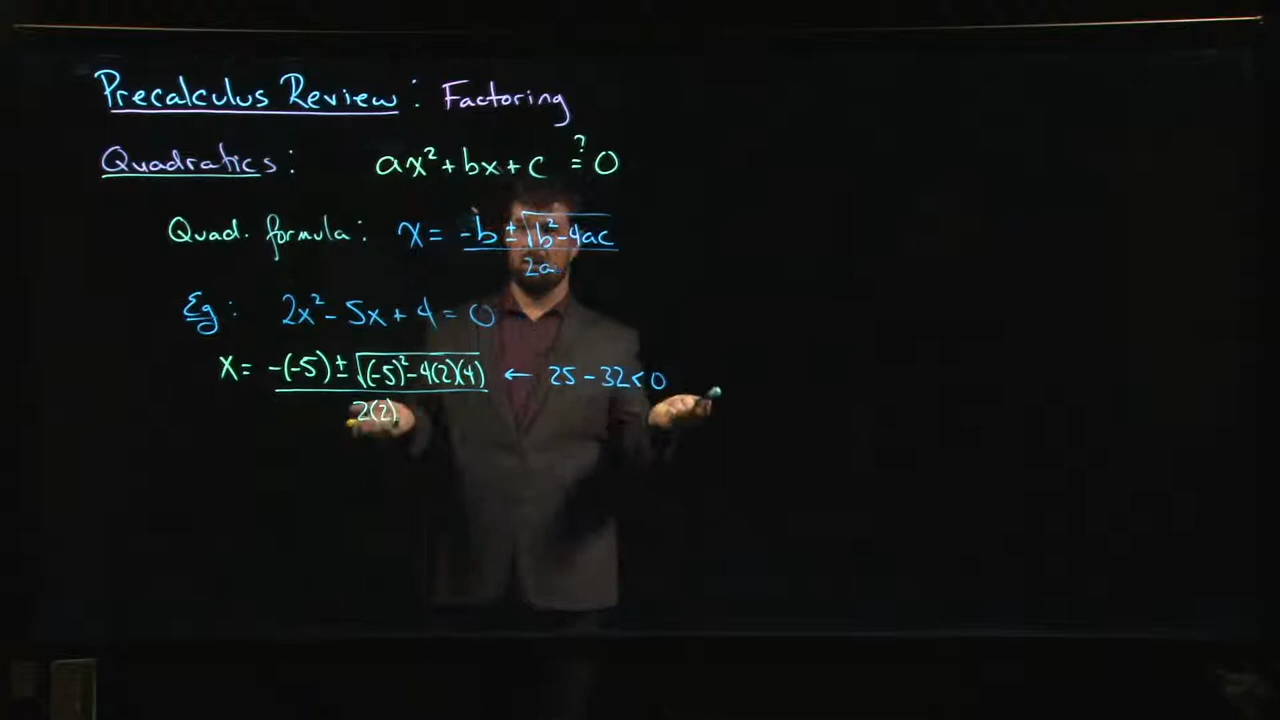 Precalculus Review: Factoring
Quadratics: ax²+bx+c ≟ 0
Quad. formula: x = (-b ± √(b²-4ac))/(2a)
Eg: 2x² - 5x + 4 = 0
x = (-(-5) ± √((-5)²-4(2)(4)))/(2(2)) ← 25 - 32 < 0